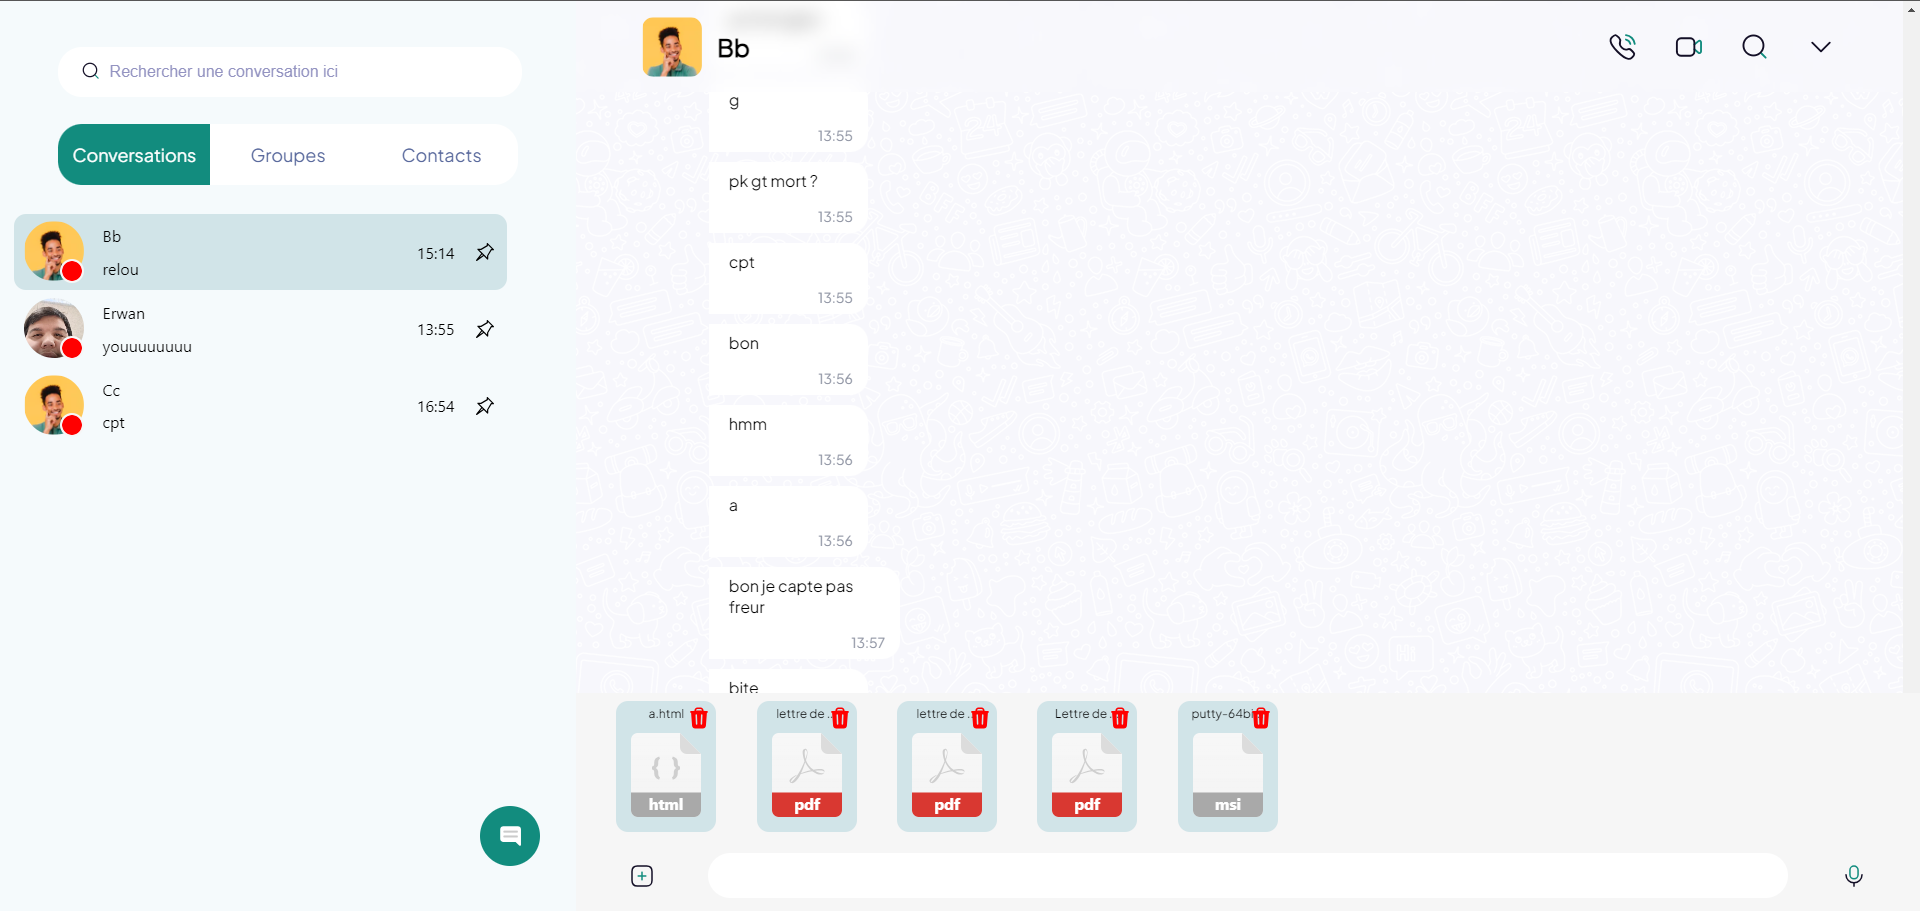 Rechercher une conversation ici
Conversations
Groupes
Contacts
Bb
relou
15:14
Erwan
youuuuuuuu
13:55
Cc
cpt
16:54
Bb
g
13:55
pk gt mort ?
13:55
cpt
13:55
bon
13:56
hmm
13:56
a
13:56
bon je capte pas
freur
13:57
bite
a.html
html
lettre de ..
pdf
lettre de ..
pdf
Lettre de
pdf
putty-64bi
msi